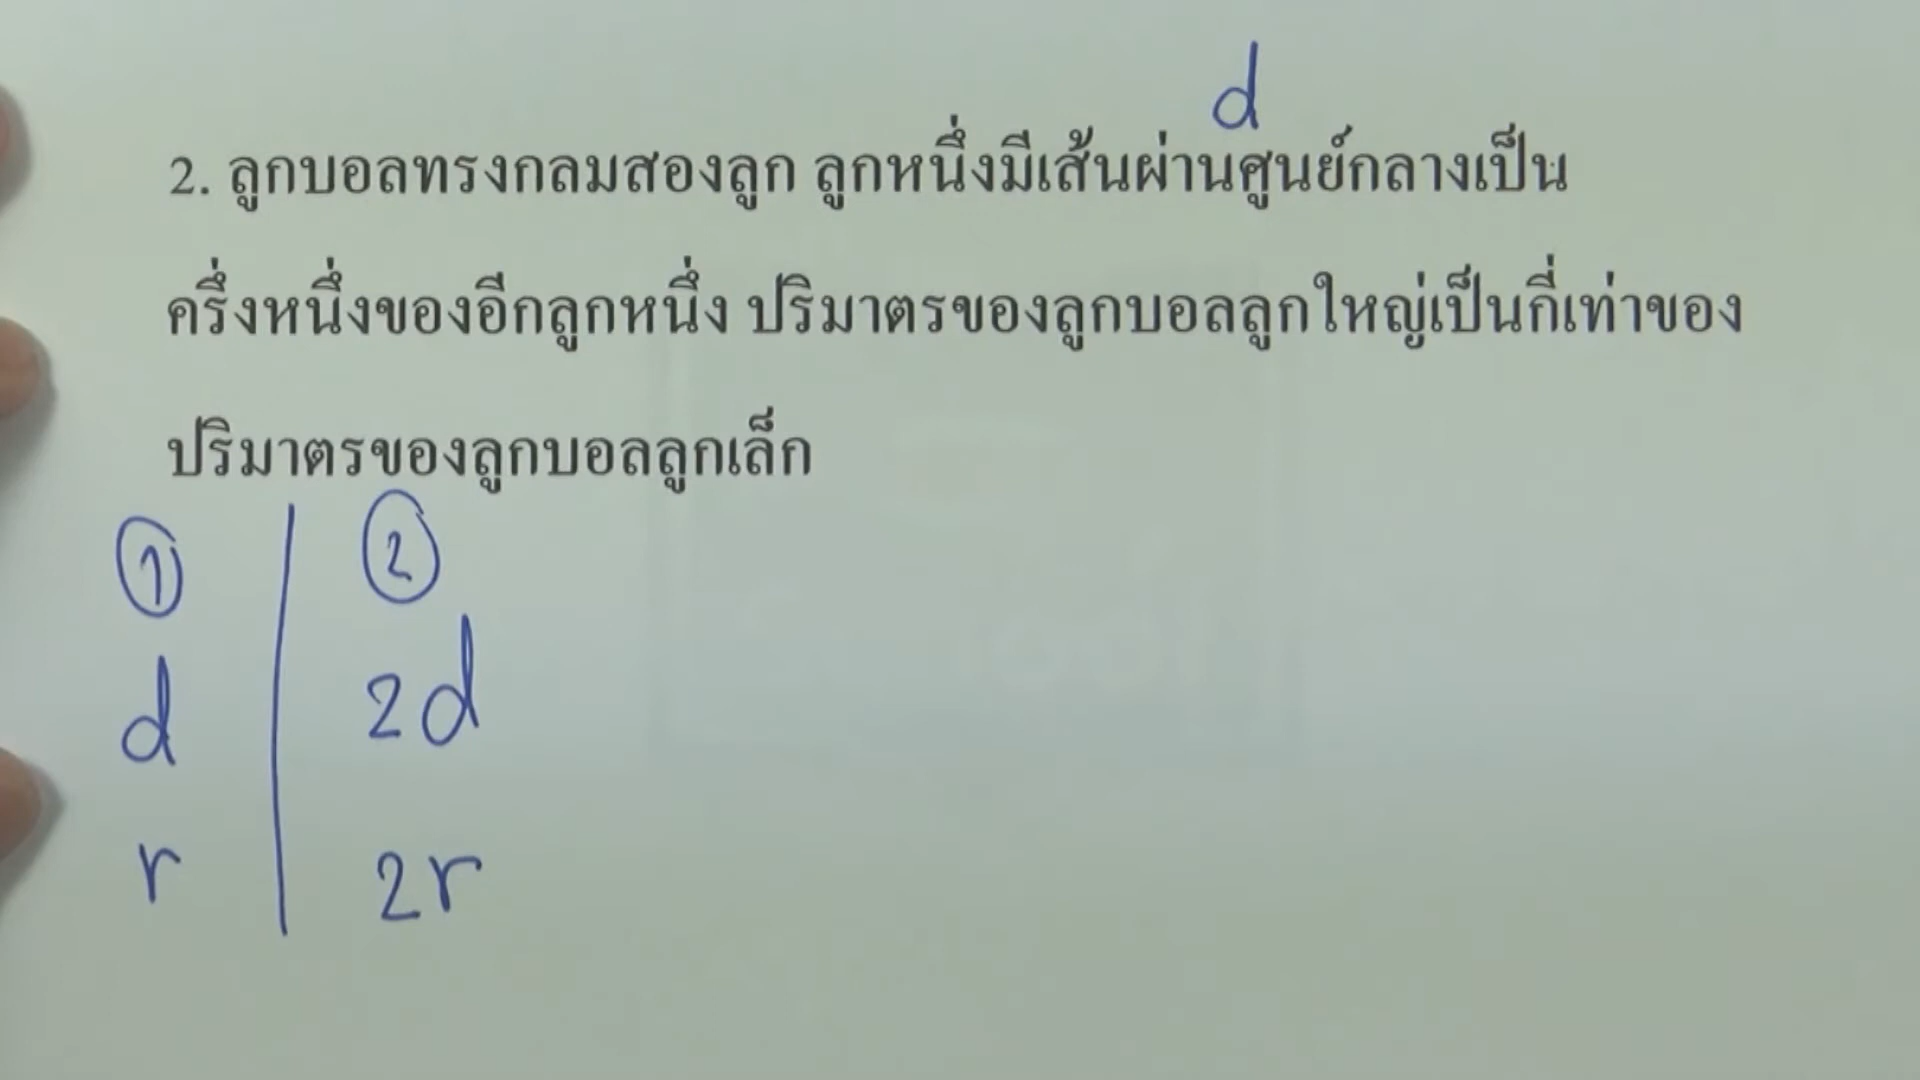 d
2. ลูกบอลทรงกลมสองลูก ลูกหนึ่งมีเส้นผ่านศูนย์กลางเป็น
ครึ่งหนึ่งของอีกลูกหนึ่ง ปริมาตรของลูกบอลลูกใหญ่เป็นกี่เท่าของ
ปริมาตรของลูกบอลลูกเล็ก
1 2
d 2d
r 2r